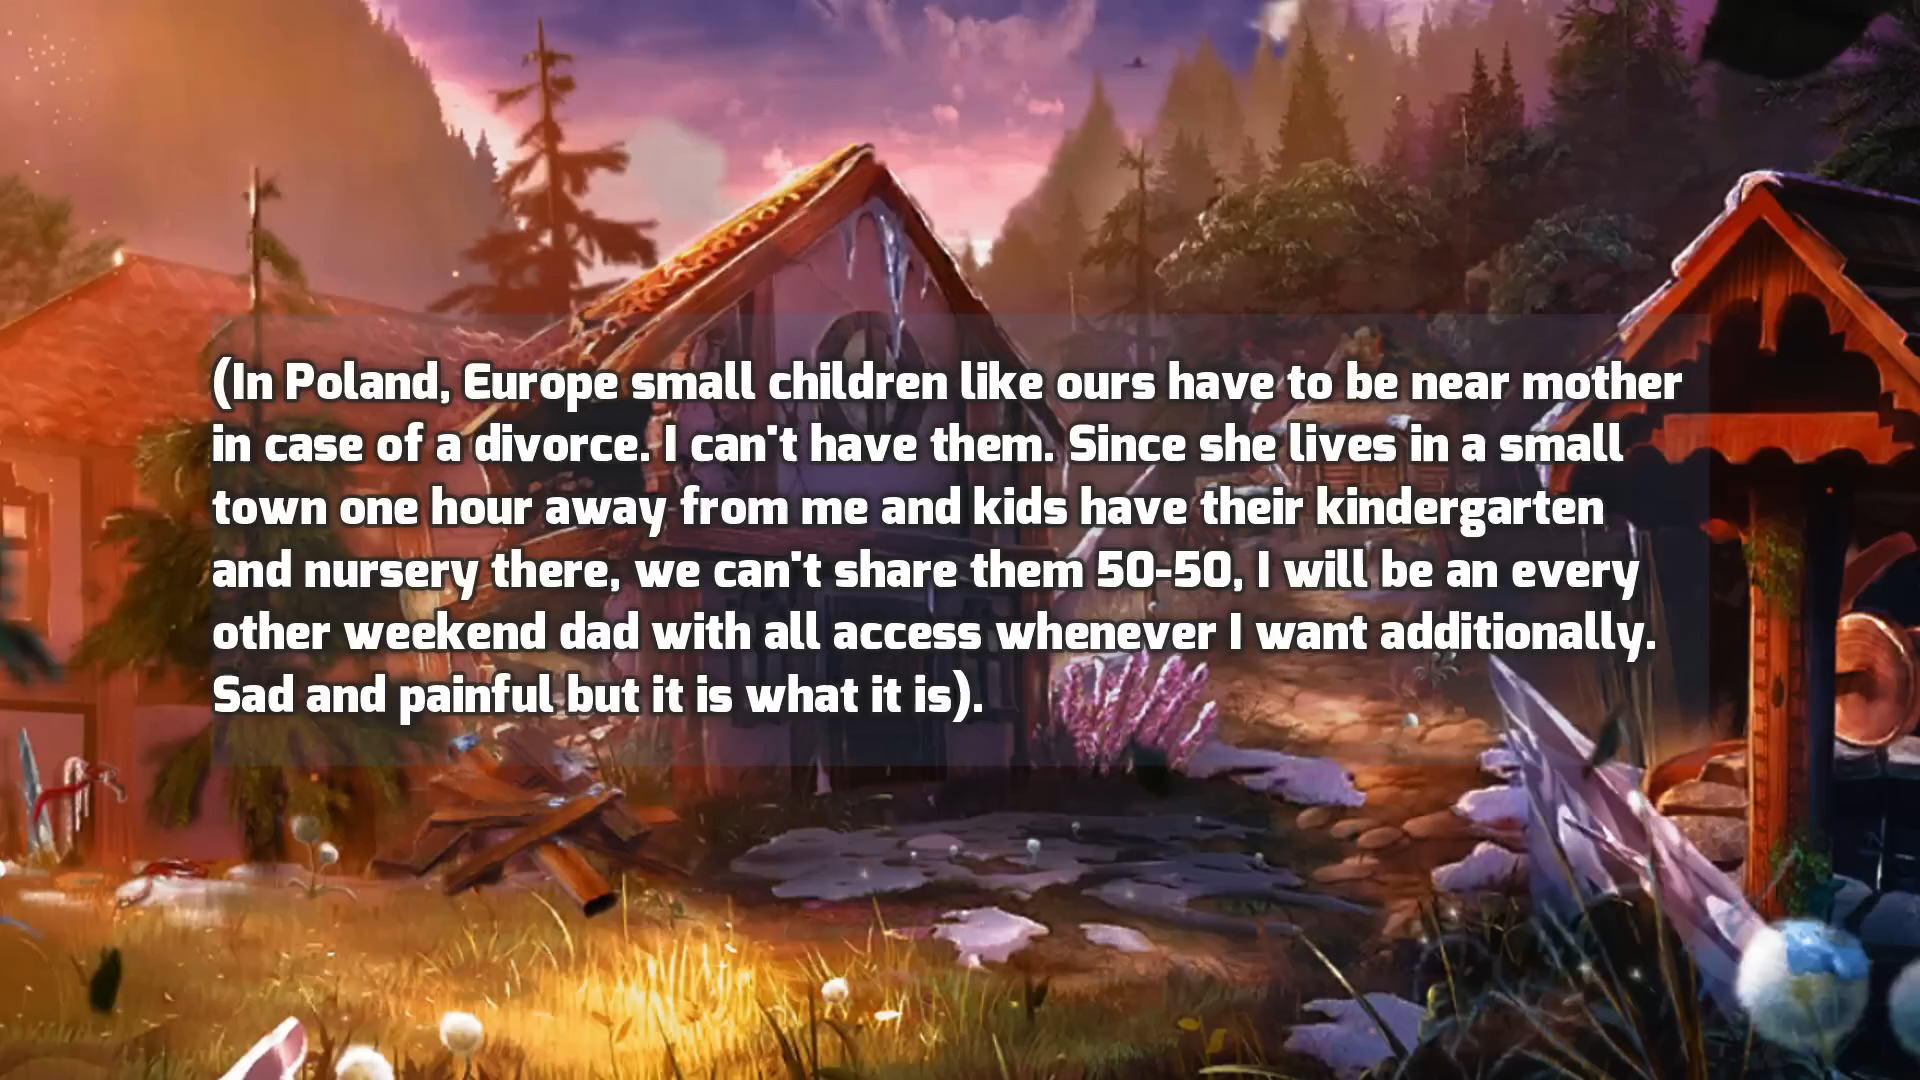 (In Poland, Europe small children like ours have to be near mother
in case of a divorce. I can't have them. Since she lives in a small
town one hour away from me and kids have their kindergarten
and nursery there, we can't share them 50-50, I will be an every
other weekend dad with all access whenever I want additionally.
Sad and painful but it is what it is).